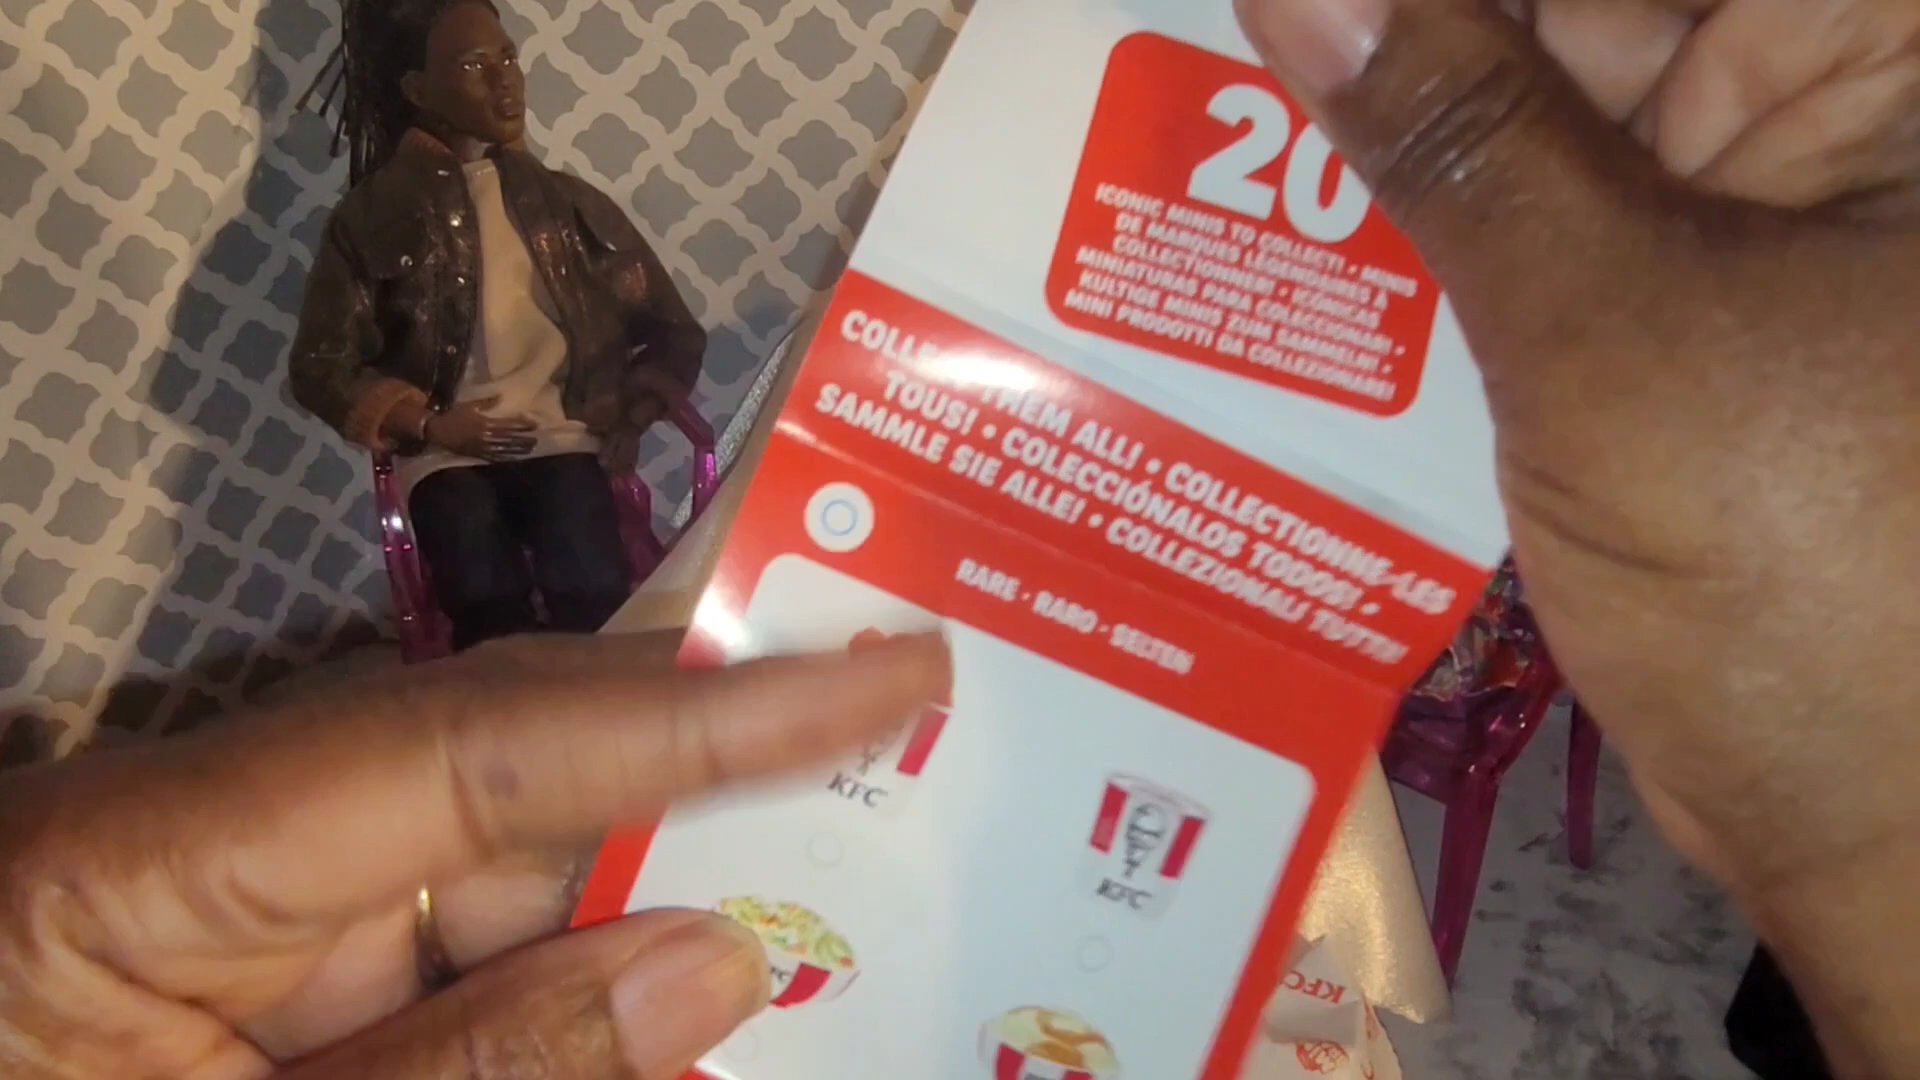 20
ICONIC MINIS TO COLLECT! • MINIS
DE MARQUES LÉGENDAIRES À
COLLECTIONNER! • ICÓNICAS
MINIATURAS PARA COLECCIONAR! •
KULTIGE MINIS ZUM SAMMELN! •
MINI PRODOTTI DA COLLEZIONARE!
THEM ALL! • COLLECTIONNE-LES
TOUS! • COLECCIÓNALOS TODOS! •
SAMMLE SIE ALLE! • COLLEZIONALI TUTTI!
RARE • RARO • SELTEN
KFC
KFC
KFC